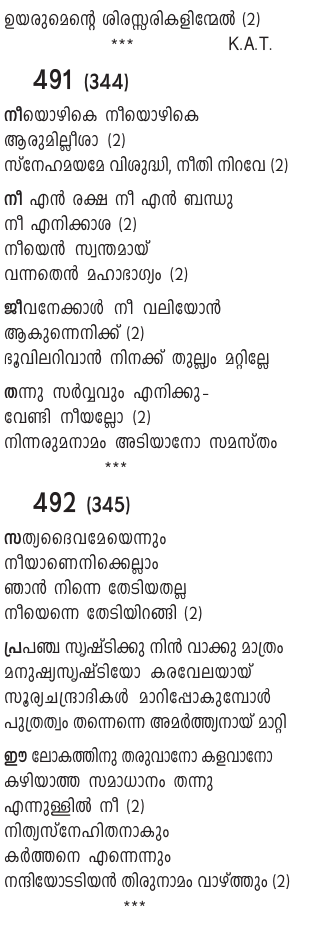 ഉയരുമെന്റെ ശിരസ്സരികളിന്മേൽ (2)
*** K.A.T.
491 (344)
നീയൊഴികെ നീയൊഴികെ
ആരുമില്ലീശാ (2)
സ്നേഹമയമേ വിശുദ്ധി, നീതി നിറവേ (2)
നീ എൻ രക്ഷ നീ എൻ ബന്ധു
നീ എനിക്കാശ (2)
നീയെൻ സ്വന്തമായ്
വന്നതെൻ മഹാഭാഗ്യം (2)
ജീവനേക്കാൾ നീ വലിയോൻ
ആകുന്നെനിക്ക് (2)
ഭൂവിലറിവാൻ നിനക്ക് തുല്ല്യം മറ്റില്ലേ
തന്നു സർവ്വവും എനിക്കു-
വേണ്ടി നീയല്ലോ (2)
നിന്നരുമനാമം അടിയാനോ സമസ്തം
***
492 (345)
സത്യദൈവമേയെന്നും
നീയാണെനിക്കെല്ലാം
ഞാൻ നിന്നെ തേടിയതല്ല
നീയെന്നെ തേടിയിറങ്ങി (2)
പ്രപഞ്ച സൃഷ്ടിക്കു നിൻ വാക്കു മാത്രം
മനുഷ്യസൃഷ്ടിയോ കരവേലയായ്
സൂര്യചന്ദ്രാദികൾ മാറിപ്പോകുമ്പോൾ
പുത്രത്വം തന്നെന്നെ അമർത്ത്യനായ് മാറ്റി
ഈ ലോകത്തിനു തരുവാനോ കളവാനോ
കഴിയാത്ത സമാധാനം തന്നു
എന്നുള്ളിൽ നീ (2)
നിത്യസ്നേഹിതനാകും
കർത്തനെ എന്നെന്നും
നന്ദിയോടടിയൻ തിരുനാമം വാഴ്ത്തും (2)
***